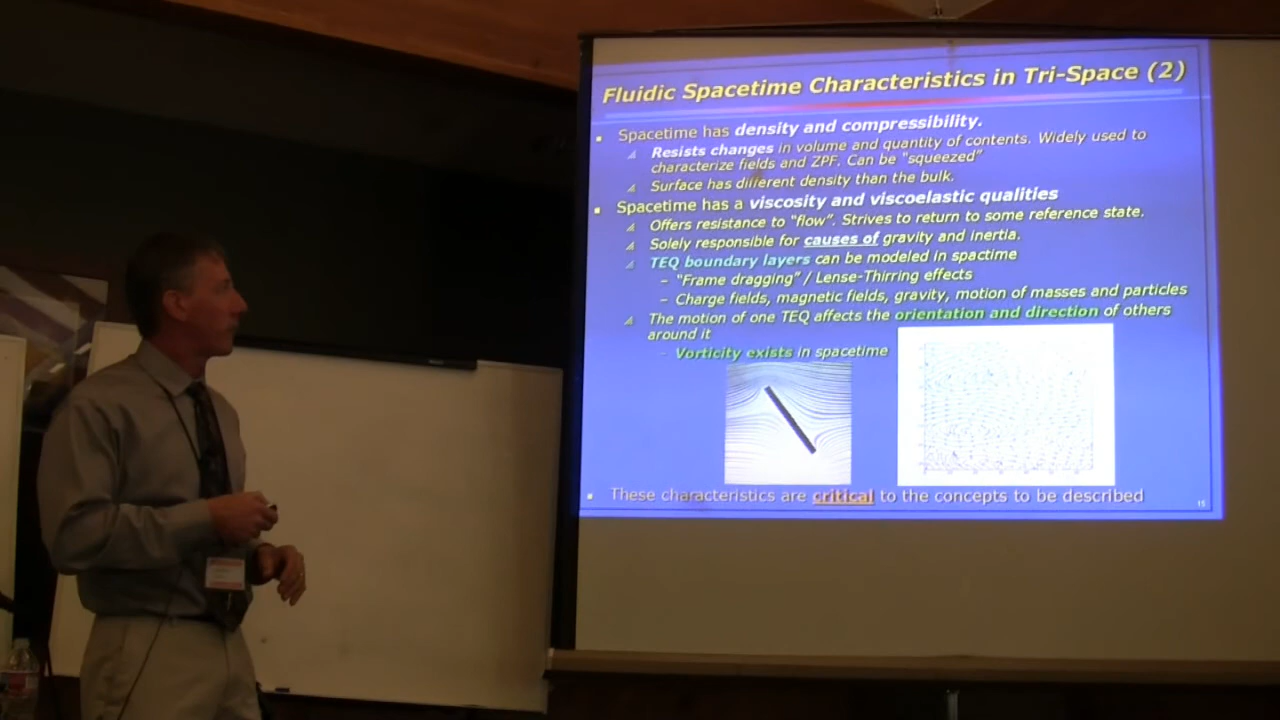 Fluidic Spacetime Characteristics in Tri-Space (2)
Spacetime has density and compressibility.
Resists changes in volume and quantity of contents. Widely used to
characterize fields and ZPF. Can be "squeezed"
Surface has different density than the bulk.
Spacetime has a viscosity and viscoelastic qualities
Offers resistance to "flow". Strives to return to some reference state.
Solely responsible for causes of gravity and inertia.
TEQ boundary layers can be modeled in spactime
– "Frame dragging" / Lense-Thirring effects
– Charge fields, magnetic fields, gravity, motion of masses and particles
The motion of one TEQ affects the orientation and direction of others
around it
– Vorticity exists in spacetime
These characteristics are critical to the concepts to be described
15